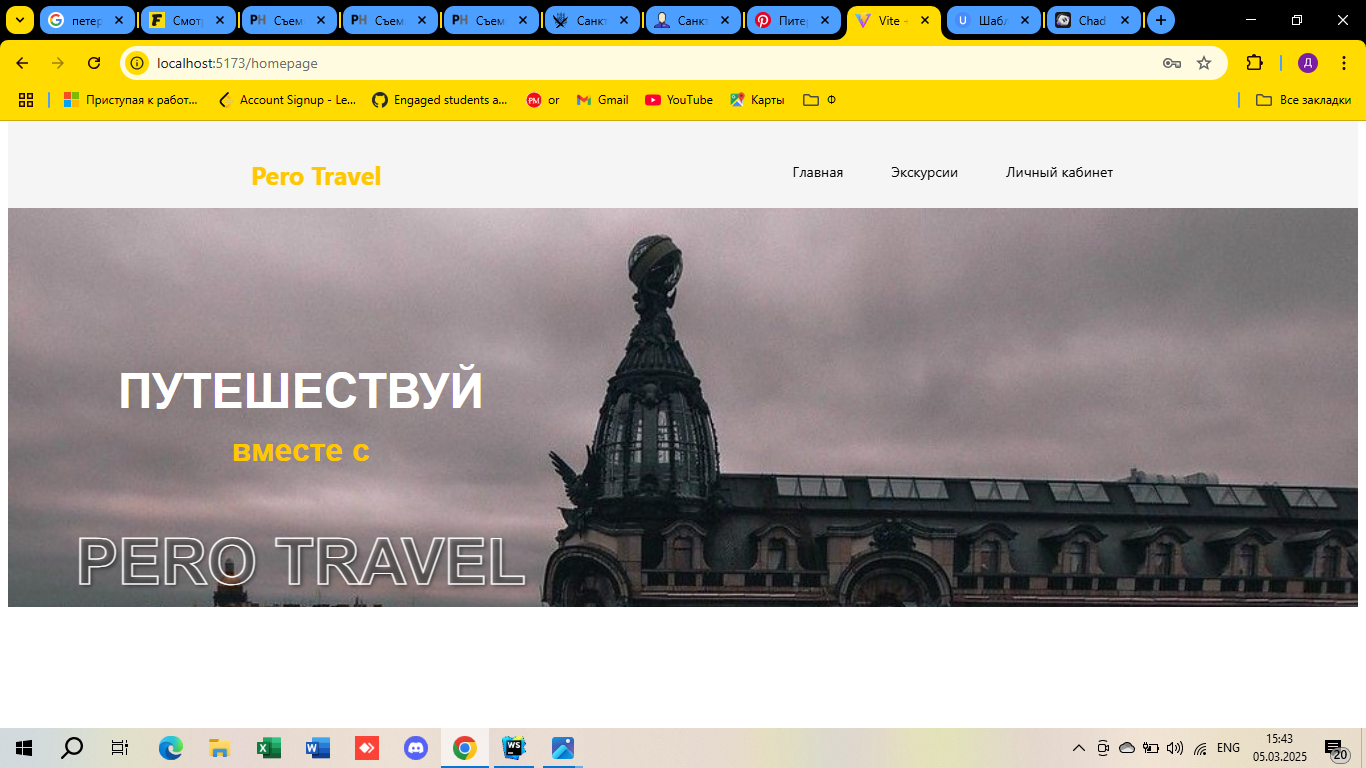 петер
Смотр
Съем
Съем
Съем
Санкт
Санкт
Питер
Vite +
Шабл
Chad
localhost:5173/homepage
Приступая к работ...
Account Signup - Le...
Engaged students a...
or
Gmail
YouTube
Карты
Ф
Все закладки
Pero Travel
Главная
Экскурсии
Личный кабинет
ПУТЕШЕСТВУЙ
вместе с
PERO TRAVEL
ENG
15:43
05.03.2025
20